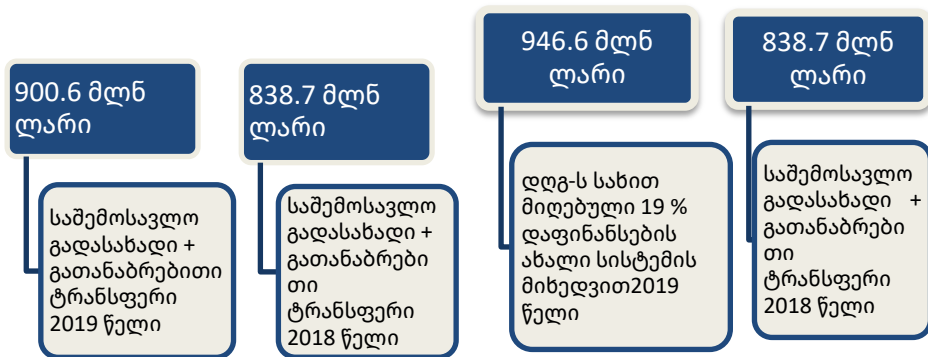 900.6 მლნ
ლარი
საშემოსავლო
გადასახადი +
გათანაბრებითი
ტრანსფერი
2019 წელი
838.7 მლნ
ლარი
საშემოსავლო
გადასახადი +
გათანაბრები
თი
ტრანსფერი
2018 წელი
946.6 მლნ
ლარი
დღგ-ს სახით
მიღებული 19 %
დაფინანსების
ახალი სისტემის
მიხედვით2019
წელი
838.7 მლნ
ლარი
საშემოსავლო
გადასახადი +
გათანაბრები
თი
ტრანსფერი
2018 წელი